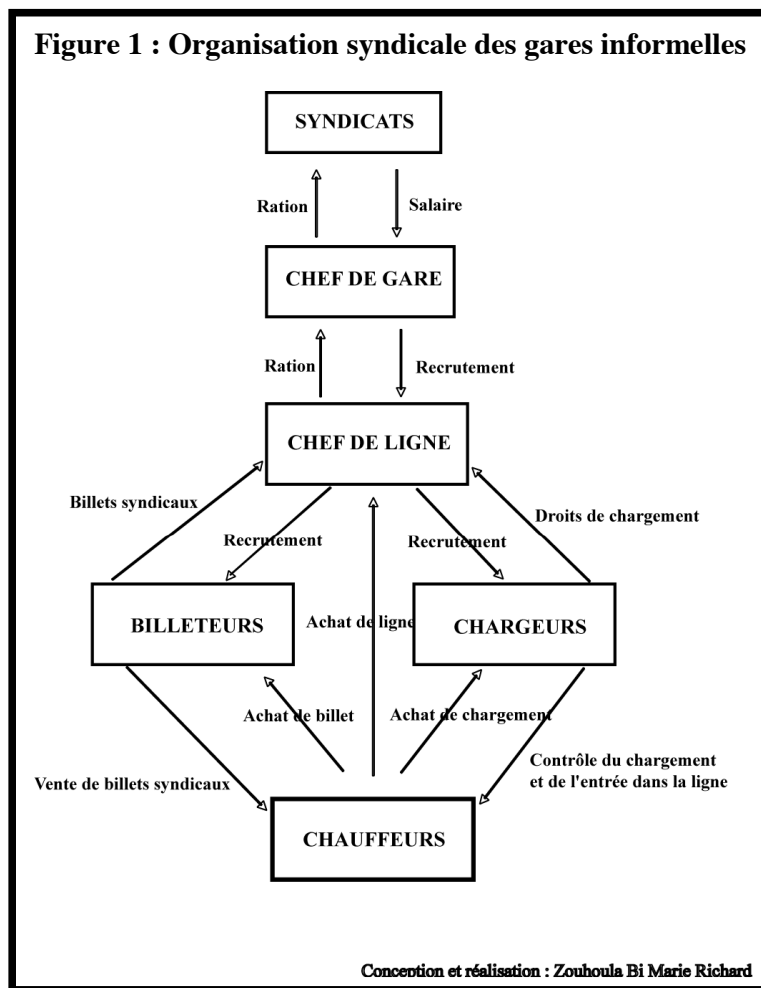 Figure 1 : Organisation syndicale des gares informelles
SYNDICATS
Ration
Salaire
CHEF DE GARE
Ration
Recrutement
CHEF DE LIGNE
Billets syndicaux
Droits de chargement
Recrutement
Recrutement
BILLETEURS
Achat de ligne
CHARGEURS
Achat de billet
Achat de chargement
Vente de billets syndicaux
Contrôle du chargement
et de l'entrée dans la ligne
CHAUFFEURS
Conception et réalisation : Zouhoula Bi Marie Richard